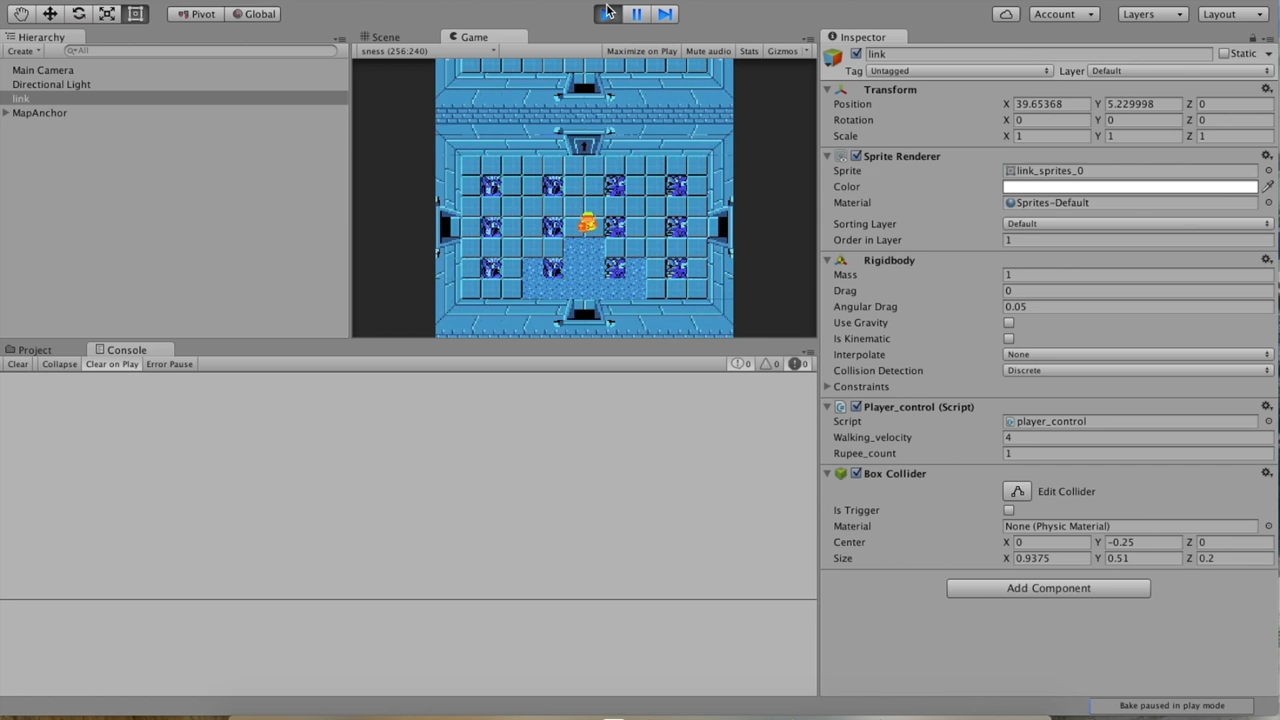 Pivot Global Account Layers Layout
Hierarchy
Create All
Main Camera
Directional Light
link
MapAnchor
Scene Game
sness (256:240) Maximize on Play Mute audio Stats Gizmos
Project Console
Clear Collapse Clear on Play Error Pause 0 0 0
Inspector
link Static
Tag Untagged Layer Default
Transform
Position X 39.65368 Y 5.229998 Z 0
Rotation X 0 Y 0 Z 0
Scale X 1 Y 1 Z 1
Sprite Renderer
Sprite link_sprites_0
Color
Material Sprites-Default
Sorting Layer Default
Order in Layer 1
Rigidbody
Mass 1
Drag 0
Angular Drag 0.05
Use Gravity
Is Kinematic
Interpolate None
Collision Detection Discrete
Constraints
Player_control (Script)
Script player_control
Walking_velocity 4
Rupee_count 1
Box Collider
Edit Collider
Is Trigger
Material None (Physic Material)
Center X 0 Y -0.25 Z 0
Size X 0.9375 Y 0.51 Z 0.2
Add Component
Bake paused in play mode